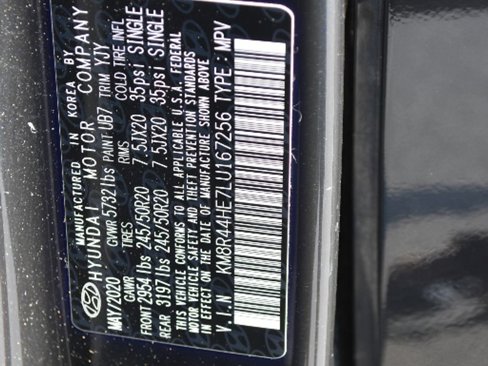 MANUFACTURED IN KOREA BY
HYUNDAI MOTOR COMPANY
MAY/2020 GVWR 5732lbs PAINT UB7 TRIM YJY
GAWR TIRES RIMS COLD TIRE INFL
FRONT 2954lbs 245/50R20 7.5JX20 35psi SINGLE
REAR 3197lbs 245/50R20 7.5JX20 35psi SINGLE
THIS VEHICLE CONFORMS TO ALL APPLICABLE U.S.A. FEDERAL
MOTOR VEHICLE SAFETY AND THEFT PREVENTION STANDARDS
IN EFFECT ON THE DATE OF MANUFACTURE SHOWN ABOVE
V.I.N : KM8R44HE7LU167256 TYPE : MPV